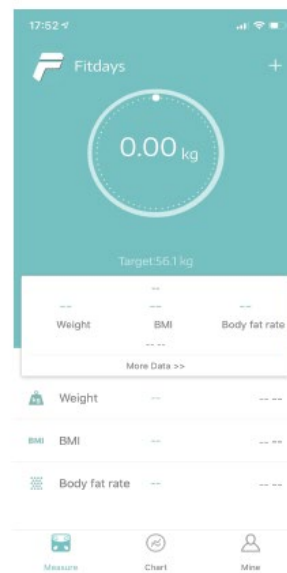 17:52
Fitdays
+
0.00 kg
Target:56.1 kg
--
-- -- --
Weight BMI Body fat rate
-- --
More Data >>
Weight -- -- --
BMI BMI -- -- --
Body fat rate -- -- --
Measure Chart Mine